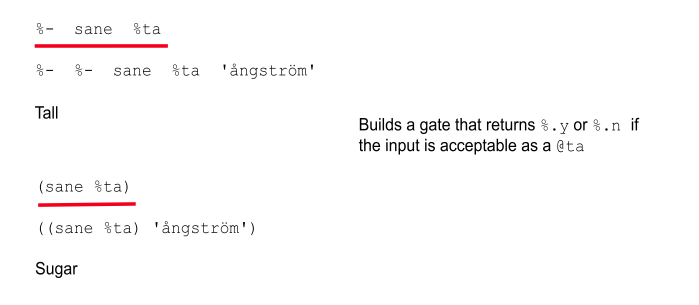 %-  sane  %ta
%-  %-  sane  %ta  'ångström'
Tall
Builds a gate that returns %.y or %.n if
the input is acceptable as a @ta
(sane %ta)
((sane %ta) 'ångström')
Sugar